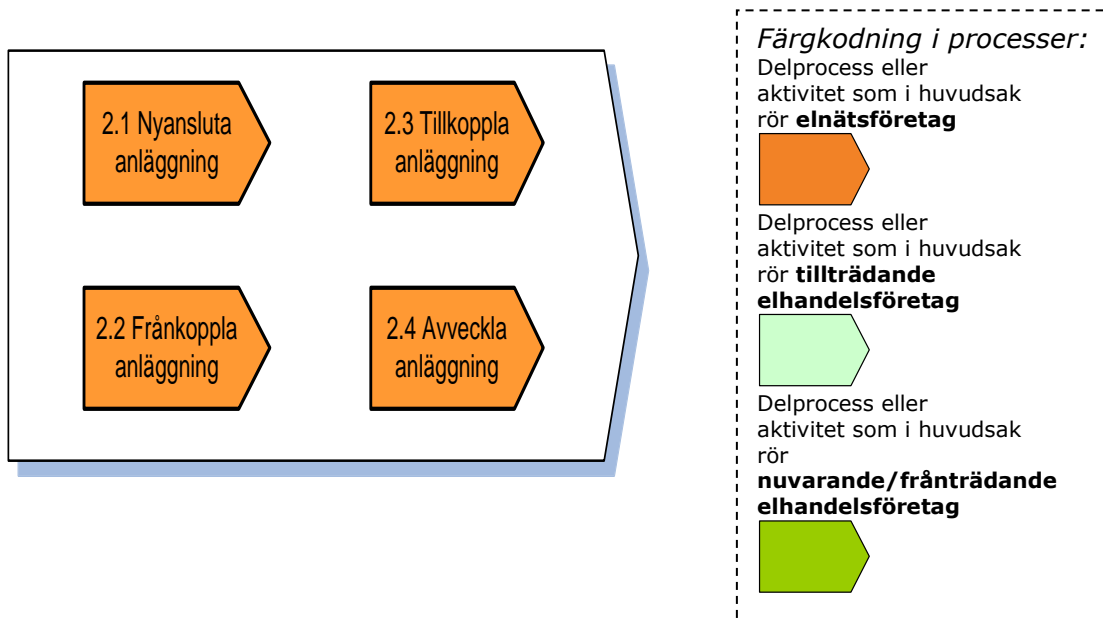 2.1 Nyansluta
anläggning
2.3 Tillkoppla
anläggning
2.2 Frånkoppla
anläggning
2.4 Avveckla
anläggning
Färgkodning i processer:
Delprocess eller
aktivitet som i huvudsak
rör elnätsföretag
Delprocess eller
aktivitet som i huvudsak
rör tillträdande
elhandelsföretag
Delprocess eller
aktivitet som i huvudsak
rör
nuvarande/frånträdande
elhandelsföretag